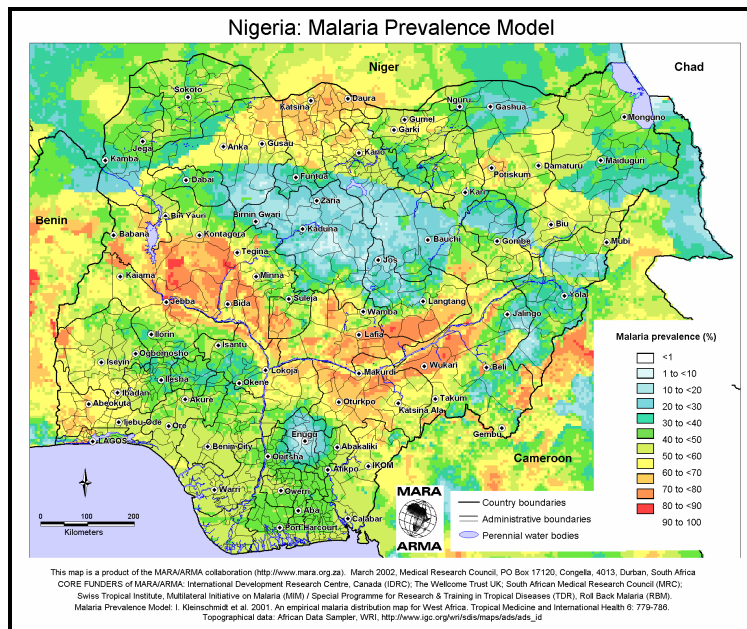 Nigeria: Malaria Prevalence Model
Niger
Chad
Sokoto
Katsina
Daura
Nguru
Gashua
Gumel
Garki
Monguno
Jega
Anka
Gusau
Kano
Kamba
Damaturu
Maiduguri
Potiskum
Dabai
Funtua
Zaria
Kari
Benin
Bin Yauri
Birnin Gwari
Kaduna
Biu
Babana
Kontagora
Bauchi
Gombe
Mubi
Tegina
Jos
Kaiama
Minna
Suleja
Langtang
Yola
Jebba
Bida
Wamba
Jalingo
Ilorin
Lafia
Isantu
Ogbomosho
Iseyin
Lokoja
Makurdi
Wukari
Beli
Ilesha
Okene
Ibadan
Abeokuta
Akure
Oturkpo
Katsina Ala
Takum
Ijebu-Ode
Ore
Gembu
LAGOS
Benin City
Enugu
Abakaliki
Cameroon
Onitsha
Afikpo
IKOM
Warri
Owerri
Aba
Port Harcourt
Calabar
Malaria prevalence (%)
<1
1 to <10
10 to <20
20 to <30
30 to <40
40 to <50
50 to <60
60 to <70
70 to <80
80 to <90
90 to 100
MARA
ARMA
Country boundaries
Administrative boundaries
Perennial water bodies
0 100 200
Kilometers
This map is a product of the MARA/ARMA collaboration (http://www.mara.org.za). March 2002, Medical Research Council, PO Box 17120, Congella, 4013, Durban, South Africa
CORE FUNDERS of MARA/ARMA: International Development Research Centre, Canada (IDRC); The Wellcome Trust UK; South African Medical Research Council (MRC);
Swiss Tropical Institute, Multilateral Initiative on Malaria (MIM) / Special Programme for Research & Training in Tropical Diseases (TDR), Roll Back Malaria (RBM).
Malaria Prevalence Model: I. Kleinschmidt et al. 2001. An empirical malaria distribution map for West Africa. Tropical Medicine and International Health 6: 779-786.
Topographical data: African Data Sampler, WRI, http://www.igc.org/wri/sdis/maps/ads/ads_id